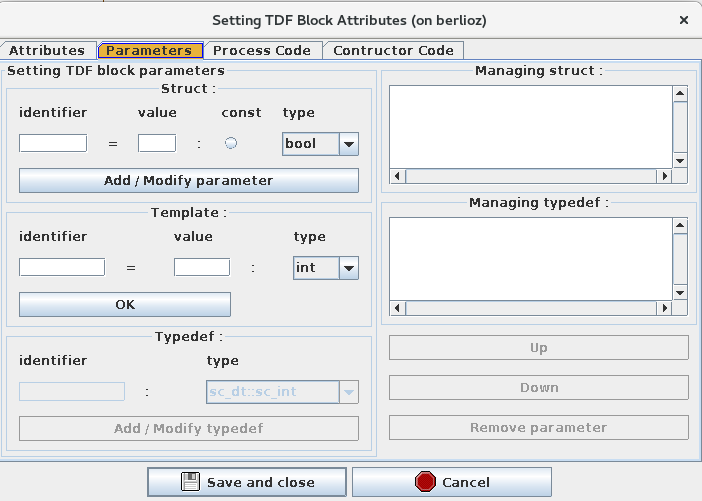 Setting TDF Block Attributes (on berlioz)
Attributes Parameters Process Code Contructor Code
Setting TDF block parameters
Struct :
identifier value const type
= : bool
Add / Modify parameter
Template :
identifier value type
= : int
OK
Typedef :
identifier type
: sc_dt::sc_int
Add / Modify typedef
Managing struct :
Managing typedef :
Up
Down
Remove parameter
Save and close Cancel